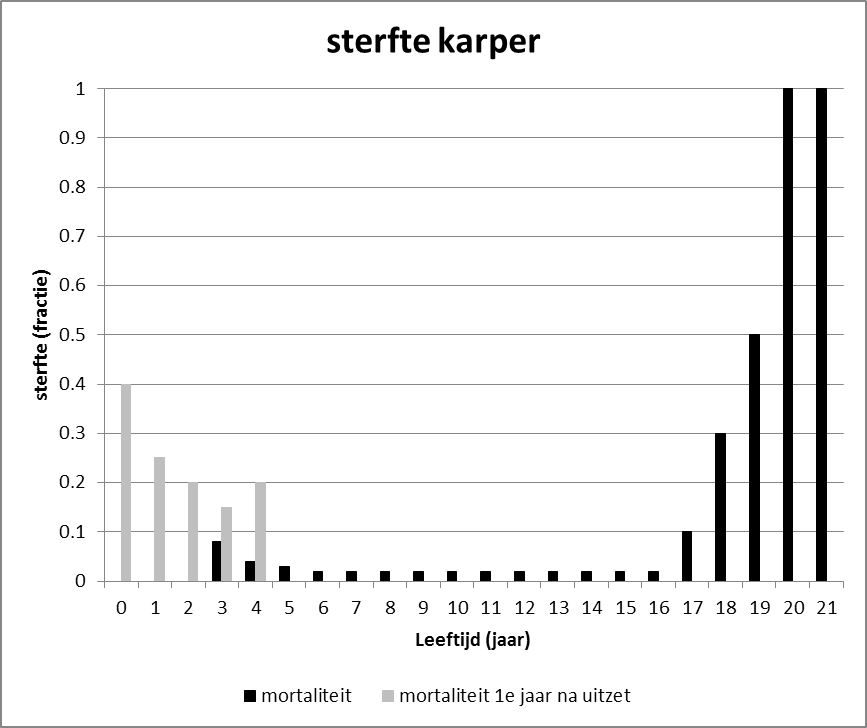 sterfte karper
1
0.9
0.8
0.7
0.6
0.5
0.4
0.3
0.2
0.1
0
sterfte (fractie)
0 1 2 3 4 5 6 7 8 9 10 11 12 13 14 15 16 17 18 19 20 21
Leeftijd (jaar)
mortaliteit mortaliteit 1e jaar na uitzet